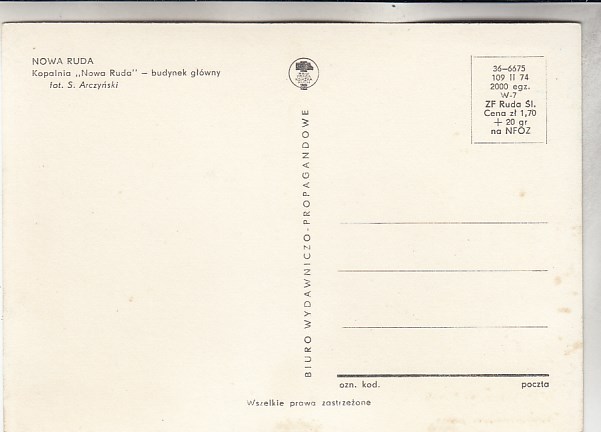 NOWA RUDA
Kopalnia „Nowa Ruda" — budynek główny
fot. S. Arczyński
BIURO WYDAWNICZO-PROPAGANDOWE
36-6675
109 II 74
2000 egz.
W-7
ZF Ruda Śl.
Cena zł 1,70
+ 20 gr
na NFOZ
ozn. kod. poczta
Wszelkie prawa zastrzeżone